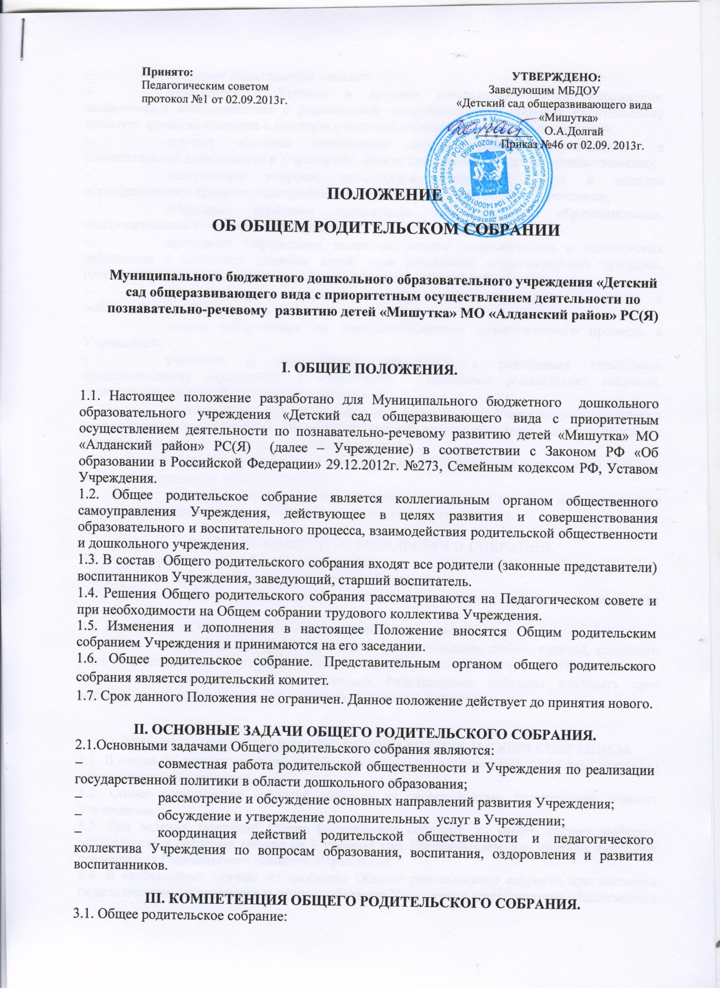 Принято:
Педагогическим советом
протокол №1 от 02.09.2013г.
УТВЕРЖДЕНО:
Заведующим МБДОУ
«Детский сад общеразвивающего вида
«Мишутка»
О.А.Долгай
Приказ №46 от 02.09. 2013г.
ПОЛОЖЕНИЕ
ОБ ОБЩЕМ РОДИТЕЛЬСКОМ СОБРАНИИ
Муниципального бюджетного дошкольного образовательного учреждения «Детский
сад общеразвивающего вида с приоритетным осуществлением деятельности по
познавательно-речевому развитию детей «Мишутка» МО «Алданский район» РС(Я)
I. ОБЩИЕ ПОЛОЖЕНИЯ.
1.1. Настоящее положение разработано для Муниципального бюджетного дошкольного
образовательного учреждения «Детский сад общеразвивающего вида с приоритетным
осуществлением деятельности по познавательно-речевому развитию детей «Мишутка» МО
«Алданский район» РС(Я) (далее – Учреждение) в соответствии с Законом РФ «Об
образовании в Российской Федерации» 29.12.2012г. №273, Семейным кодексом РФ, Уставом
Учреждения.
1.2. Общее родительское собрание является коллегиальным органом общественного
самоуправления Учреждения, действующее в целях развития и совершенствования
образовательного и воспитательного процесса, взаимодействия родительской общественности
и дошкольного учреждения.
1.3. В состав Общего родительского собрания входят все родители (законные представители)
воспитанников Учреждения, заведующий, старший воспитатель.
1.4. Решения Общего родительского собрания рассматриваются на Педагогическом совете и
при необходимости на Общем собрании трудового коллектива Учреждения.
1.5. Изменения и дополнения в настоящее Положение вносятся Общим родительским
собранием Учреждения и принимаются на его заседании.
1.6. Общее родительское собрание. Представительным органом общего родительского
собрания является родительский комитет.
1.7. Срок данного Положения не ограничен. Данное положение действует до принятия нового.
II. ОСНОВНЫЕ ЗАДАЧИ ОБЩЕГО РОДИТЕЛЬСКОГО СОБРАНИЯ.
2.1.Основными задачами Общего родительского собрания являются:
– совместная работа родительской общественности и Учреждения по реализации
государственной политики в области дошкольного образования;
– рассмотрение и обсуждение основных направлений развития Учреждения;
– обсуждение и утверждение дополнительных услуг в Учреждении;
– координация действий родительской общественности и педагогического
коллектива Учреждения по вопросам образования, воспитания, оздоровления и развития
воспитанников.
III. КОМПЕТЕНЦИЯ ОБЩЕГО РОДИТЕЛЬСКОГО СОБРАНИЯ.
3.1. Общее родительское собрание: